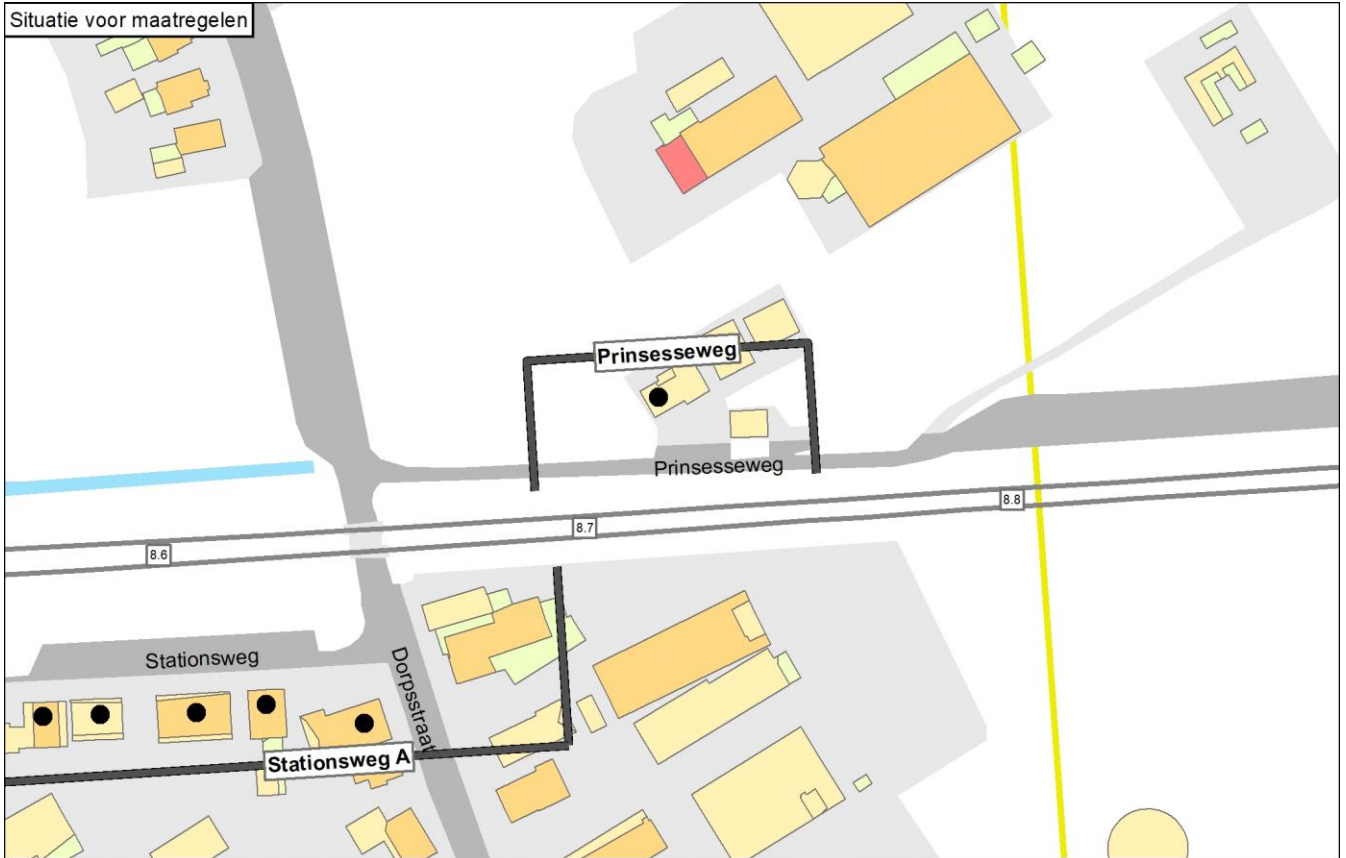 Situatie voor maatregelen
Prinsesseweg
Prinsesseweg
8.8
8.7
8.6
Stationsweg
Dorpsstraat
Stationsweg A